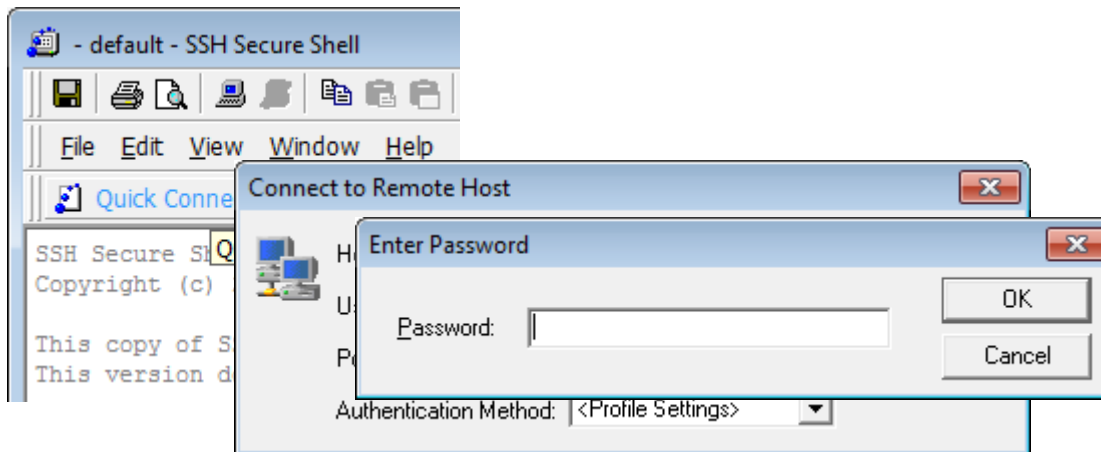 - default - SSH Secure Shell
File Edit View Window Help
Quick Conne
SSH Secure Sh
Copyright (c)
This copy of S
This version d
Connect to Remote Host
Enter Password
Password:
OK
Cancel
Authentication Method: <Profile Settings>